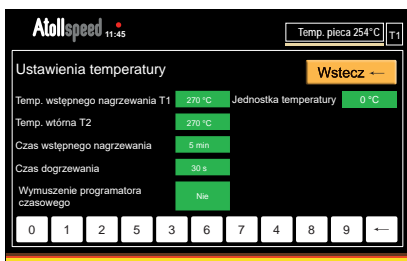 Atollspeed 11:45
Temp. pieca 254°C T1
Ustawienia temperatury
Wstecz ←
Temp. wstępnego nagrzewania T1 270 °C Jednostka temperatury 0 °C
Temp. wtórna T2 270 °C
Czas wstępnego nagrzewania 5 min
Czas dogrzewania 30 s
Wymuszenie programatora
czasowego Nie
0 1 2 5 3 6 7 4 8 9 ←